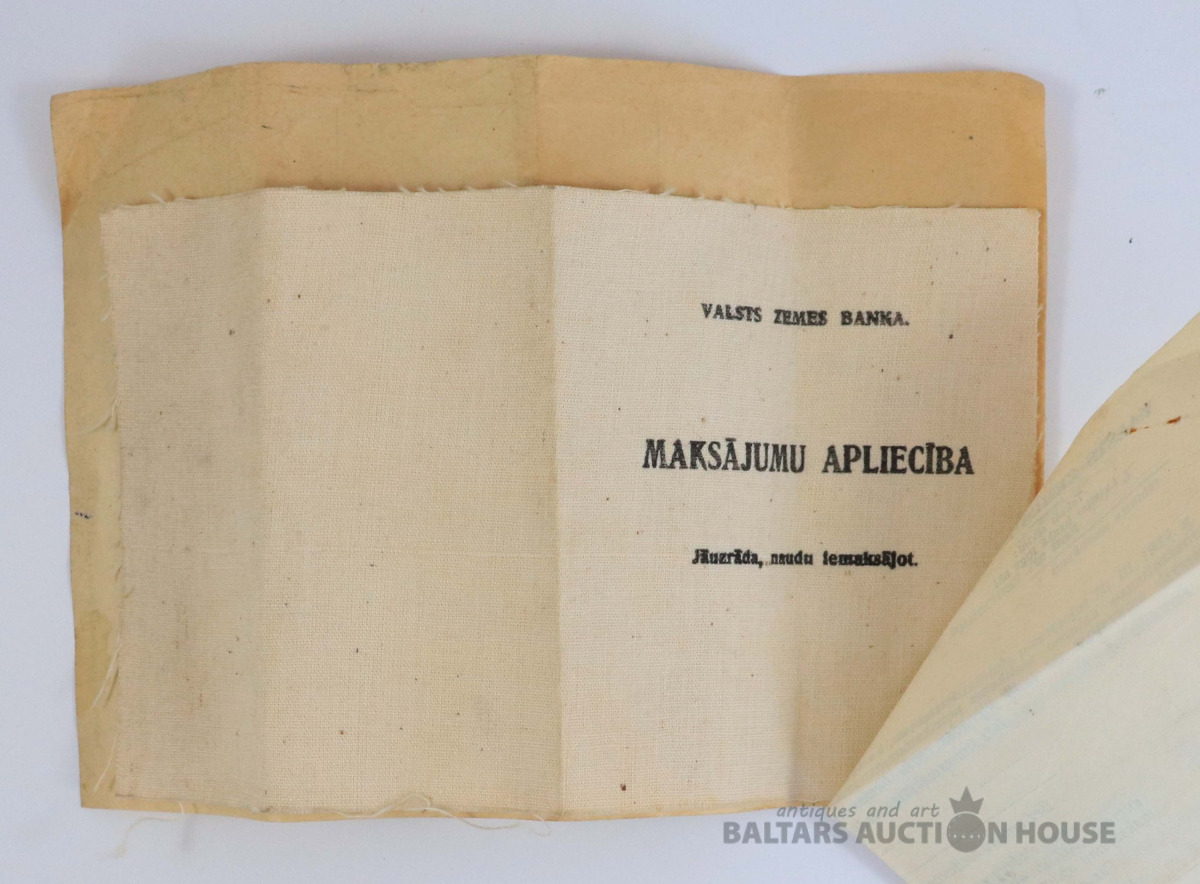 VALSTS ZEMES BANKA.
MAKSĀJUMU APLIECĪBA
Jāuzrāda, naudu iemaksājot.
antiques and art
BALTARS AUCTION HOUSE